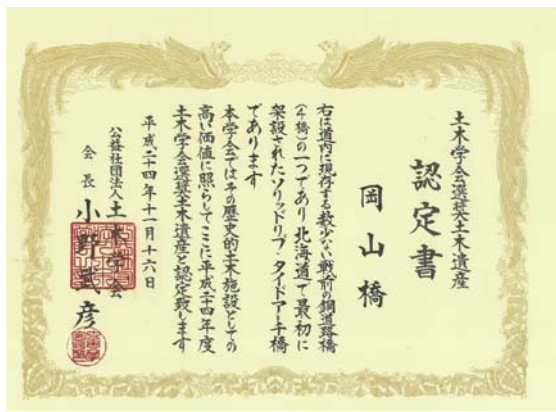 土木学会選奨土木遺産
認定書
岡山橋
右は道内に現存する数少ない戦前の鋼道路橋
(4橋)の一つであり北海道で最初に
架設されたソリッドリブ・タイドアーチ橋
であります
本学会ではその歴史的土木施設としての
高い価値に照らしてここに平成二十四年度
土木学会選奨土木遺産と認定致します
平成二十四年十一月十六日
公益社団法人土木学会
会長 小野武彦